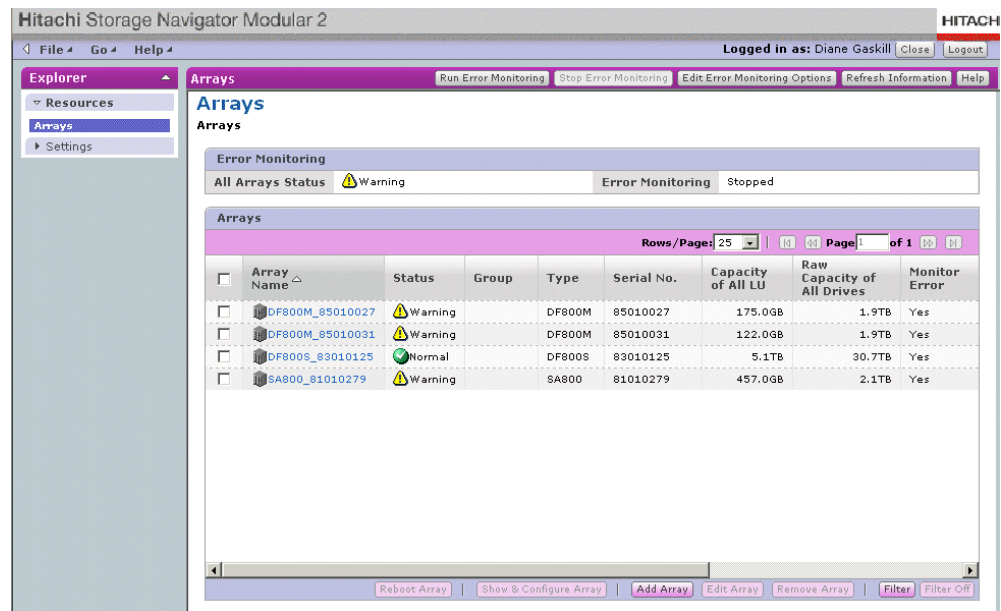 Hitachi Storage Navigator Modular 2
HITACHI
File Go Help Logged in as: Diane Gaskill Close Logout
Explorer
Resources
Arrays
Settings
Arrays Run Error Monitoring Stop Error Monitoring Edit Error Monitoring Options Refresh Information Help
Arrays
Arrays
Error Monitoring
All Arrays Status Warning Error Monitoring Stopped
Arrays
Rows/Page: 25 Page 1 of 1
Array Name Status Group Type Serial No. Capacity of All LU Raw Capacity of All Drives Monitor Error
DF800M_85010027 Warning DF800M 85010027 175.0GB 1.9TB Yes
DF800M_85010031 Warning DF800M 85010031 122.0GB 1.9TB Yes
DF800S_83010125 Normal DF800S 83010125 5.1TB 30.7TB Yes
SA800_81010279 Warning SA800 81010279 457.0GB 2.1TB Yes
Reboot Array Show & Configure Array Add Array Edit Array Remove Array Filter Filter Off